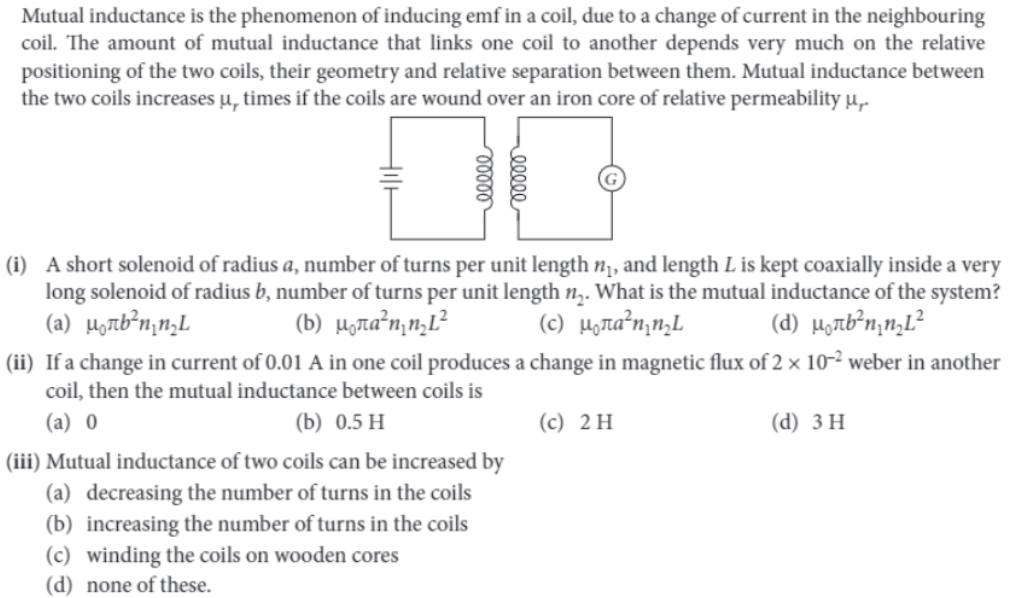 Mutual inductance is the phenomenon of inducing emf in a coil, due to a change of current in the neighbouring
coil. The amount of mutual inductance that links one coil to another depends very much on the relative
positioning of the two coils, their geometry and relative separation between them. Mutual inductance between
the two coils increases μᵣ times if the coils are wound over an iron core of relative permeability μᵣ.
G
(i) A short solenoid of radius a, number of turns per unit length n₁, and length L is kept coaxially inside a very
long solenoid of radius b, number of turns per unit length n₂. What is the mutual inductance of the system?
(a) μ₀πb²n₁n₂L (b) μ₀πa²n₁n₂L² (c) μ₀πa²n₁n₂L (d) μ₀πb²n₁n₂L²
(ii) If a change in current of 0.01 A in one coil produces a change in magnetic flux of 2 × 10⁻² weber in another
coil, then the mutual inductance between coils is
(a) 0 (b) 0.5 H (c) 2 H (d) 3 H
(iii) Mutual inductance of two coils can be increased by
(a) decreasing the number of turns in the coils
(b) increasing the number of turns in the coils
(c) winding the coils on wooden cores
(d) none of these.